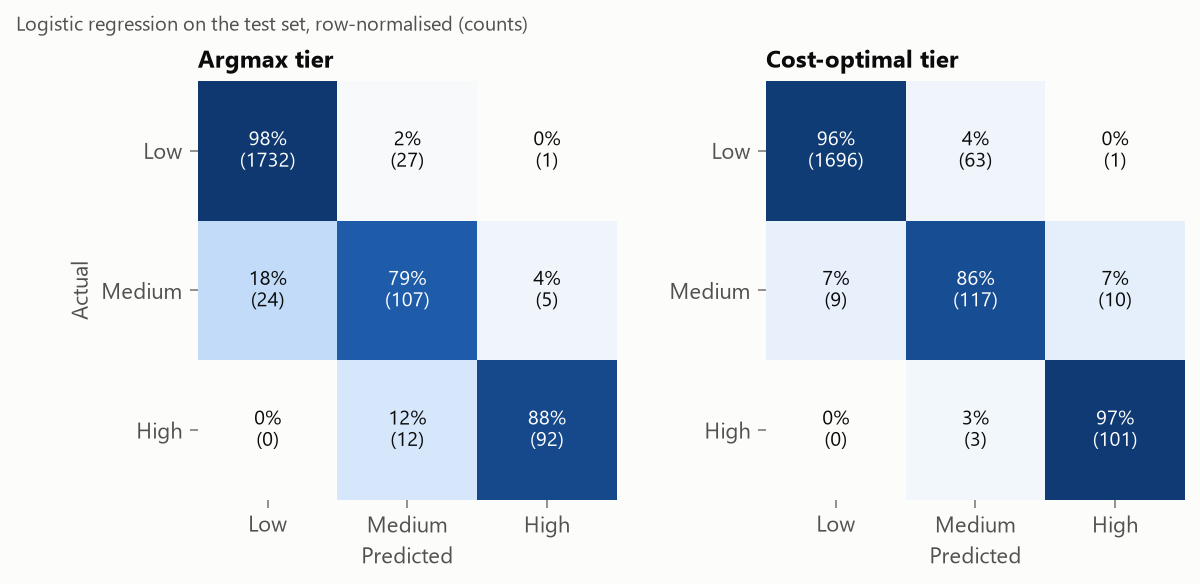 Logistic regression on the test set, row-normalised (counts)
Argmax tier
Actual
Low
98%
(1732)
2%
(27)
0%
(1)
Medium
18%
(24)
79%
(107)
4%
(5)
High
0%
(0)
12%
(12)
88%
(92)
Low
Medium
High
Predicted
Cost-optimal tier
Low
96%
(1696)
4%
(63)
0%
(1)
Medium
7%
(9)
86%
(117)
7%
(10)
High
0%
(0)
3%
(3)
97%
(101)
Low
Medium
High
Predicted